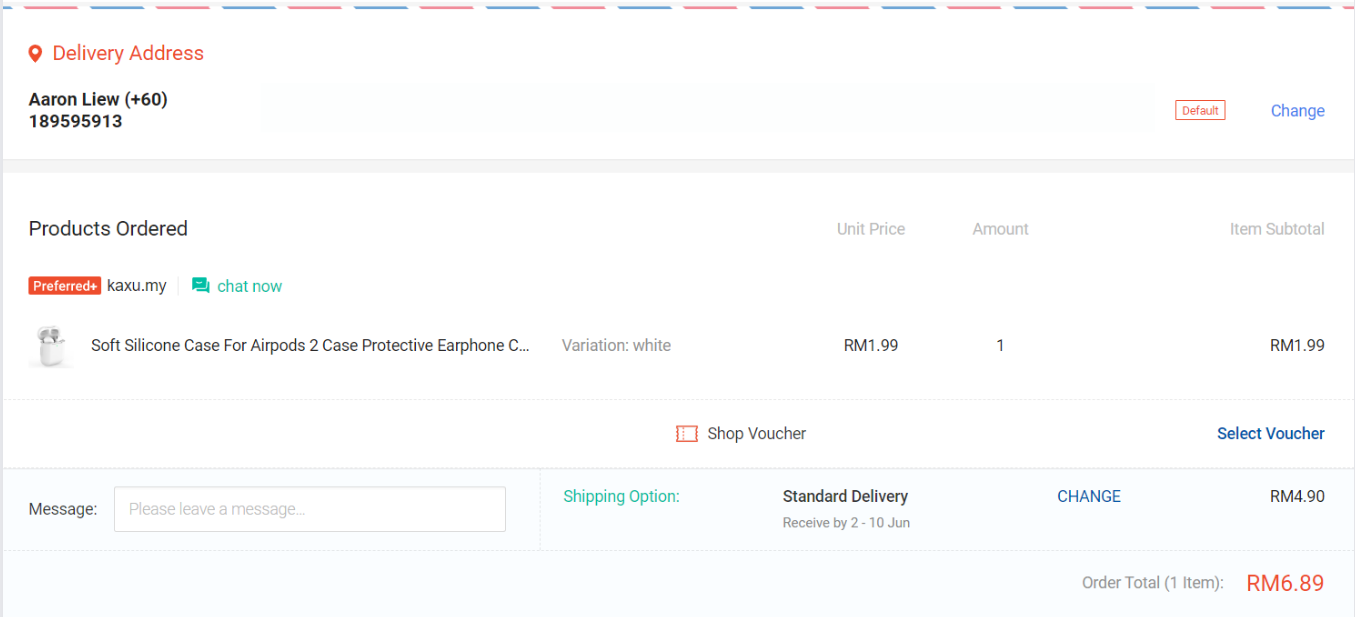 Delivery Address
Aaron Liew (+60)
189595913
Default
Change
Products Ordered
Unit Price
Amount
Item Subtotal
Preferred+ kaxu.my
chat now
Soft Silicone Case For Airpods 2 Case Protective Earphone C...
Variation: white
RM1.99
1
RM1.99
Shop Voucher
Select Voucher
Message:
Please leave a message...
Shipping Option:
Standard Delivery
Receive by 2 - 10 Jun
CHANGE
RM4.90
Order Total (1 Item):
RM6.89